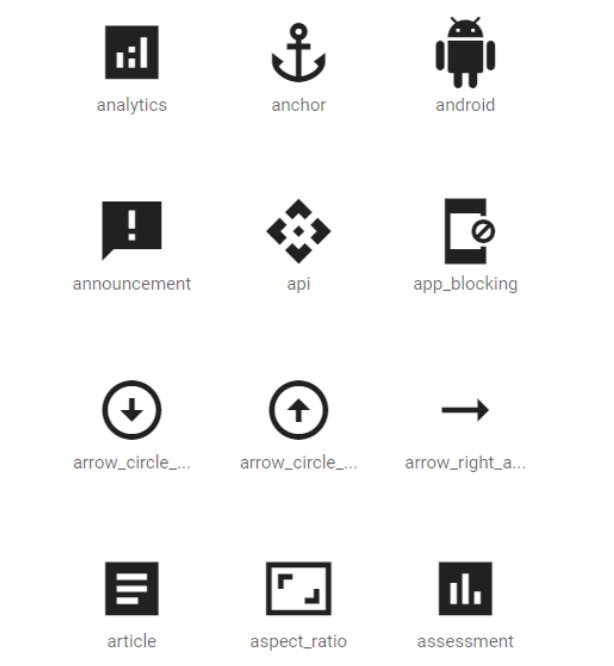 analytics
anchor
android
announcement
api
app_blocking
arrow_circle_...
arrow_circle_...
arrow_right_a...
article
aspect_ratio
assessment